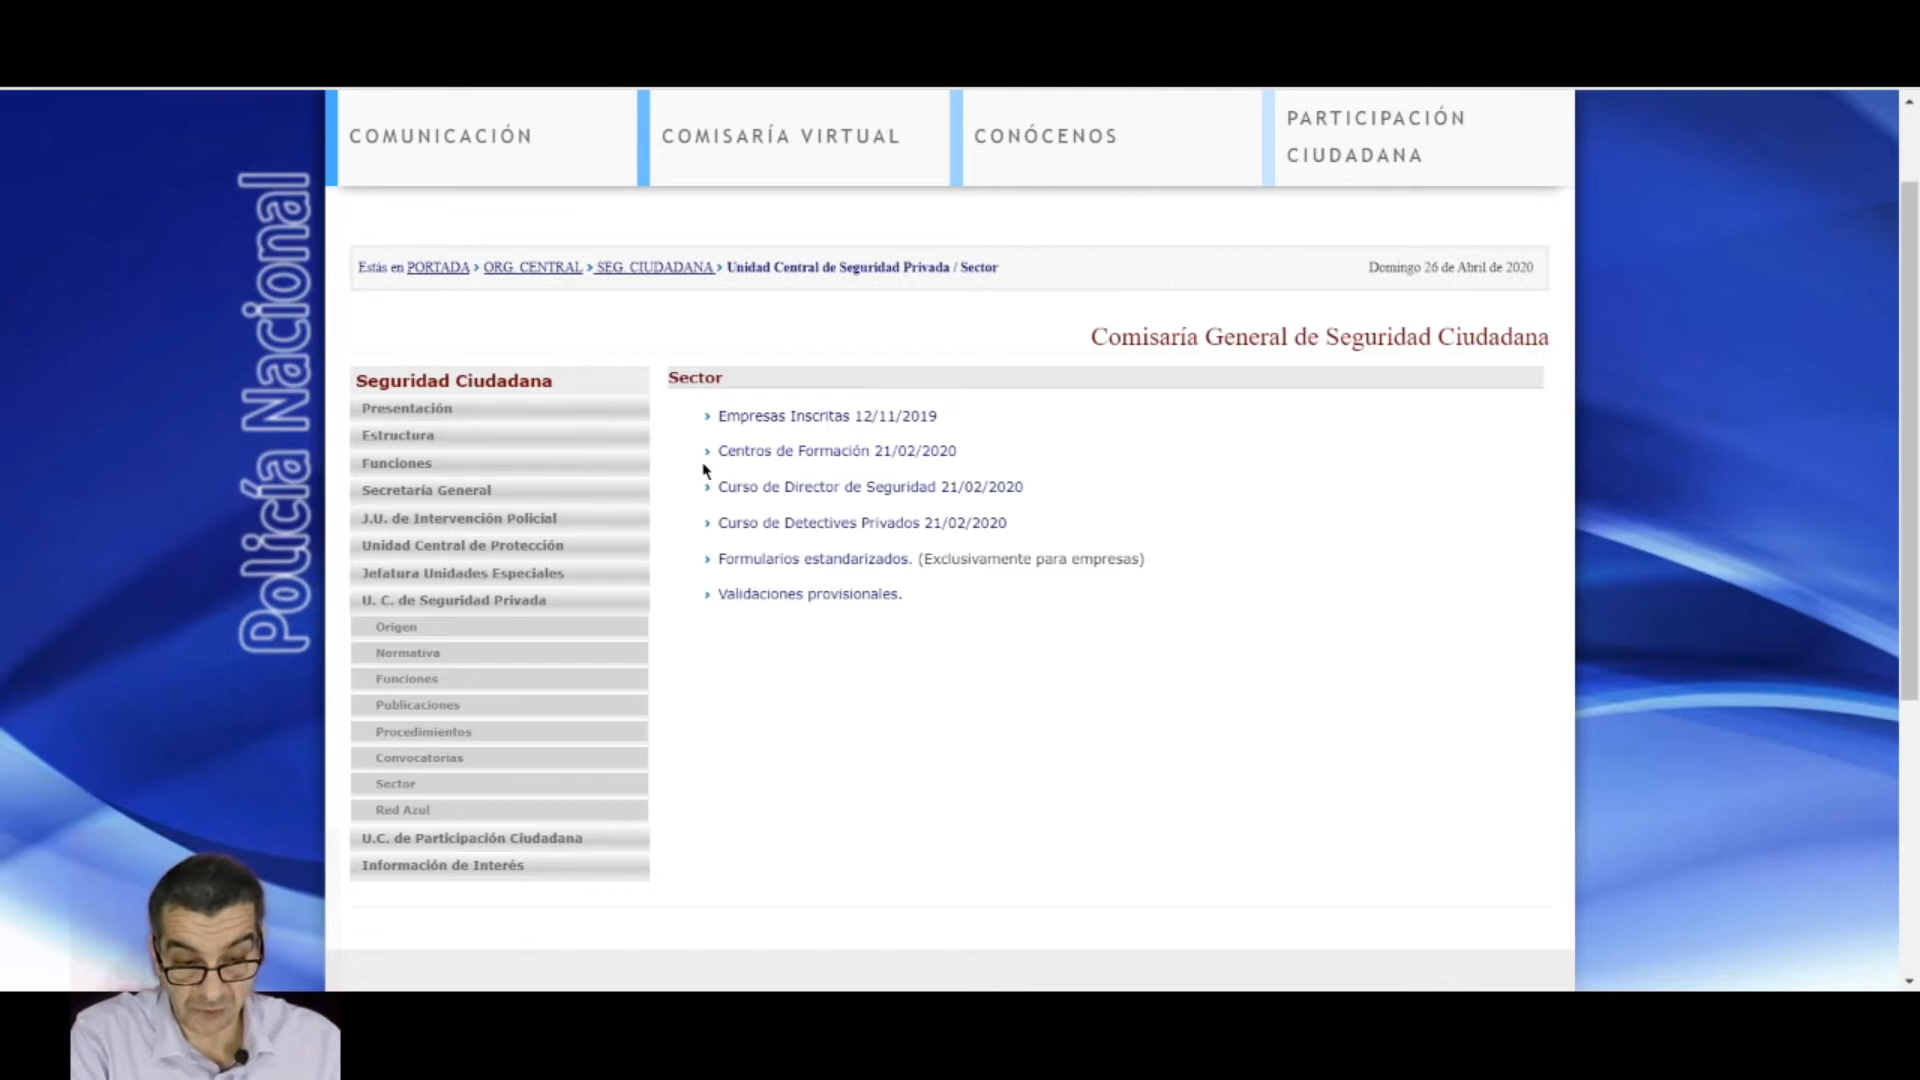 COMUNICACIÓN
COMISARÍA VIRTUAL
CONÓCENOS
PARTICIPACIÓN
CIUDADANA
Policía Nacional
Estás en PORTADA › ORG. CENTRAL › SEG. CIUDADANA › Unidad Central de Seguridad Privada / Sector
Domingo 26 de Abril de 2020
Comisaría General de Seguridad Ciudadana
Seguridad Ciudadana
Presentación
Estructura
Funciones
Secretaría General
J.U. de Intervención Policial
Unidad Central de Protección
Jefatura Unidades Especiales
U. C. de Seguridad Privada
Origen
Normativa
Funciones
Publicaciones
Procedimientos
Convocatorias
Sector
Red Azul
U.C. de Participación Ciudadana
Información de Interés
Sector
› Empresas Inscritas 12/11/2019
› Centros de Formación 21/02/2020
› Curso de Director de Seguridad 21/02/2020
› Curso de Detectives Privados 21/02/2020
› Formularios estandarizados. (Exclusivamente para empresas)
› Validaciones provisionales.